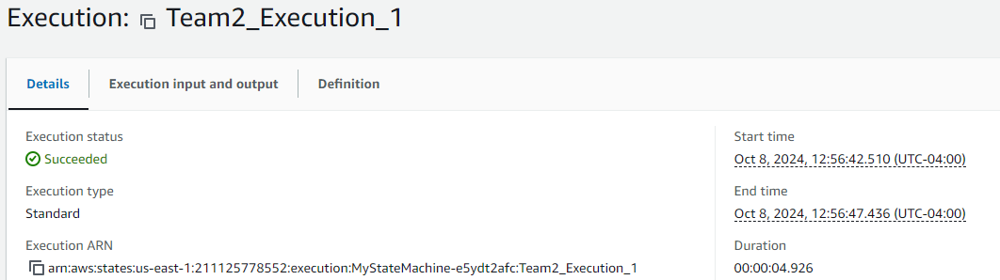 Execution: Team2_Execution_1
Details Execution input and output Definition
Execution status
Succeeded
Execution type
Standard
Execution ARN
arn:aws:states:us-east-1:211125778552:execution:MyStateMachine-e5ydt2afc:Team2_Execution_1
Start time
Oct 8, 2024, 12:56:42.510 (UTC-04:00)
End time
Oct 8, 2024, 12:56:47.436 (UTC-04:00)
Duration
00:00:04.926